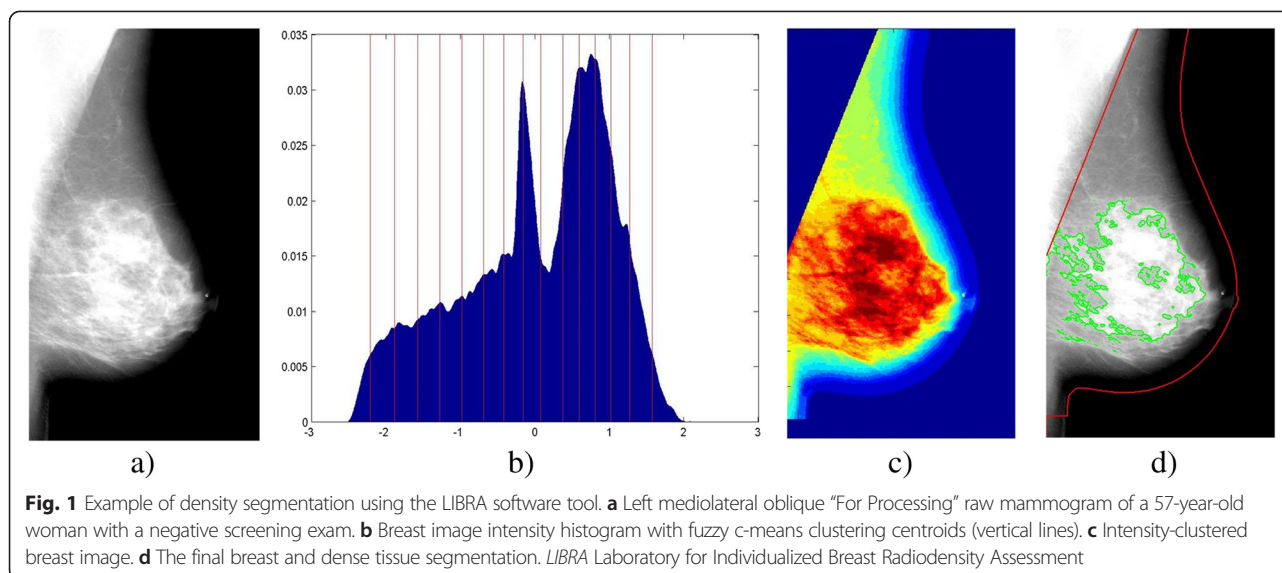 0.035
0.03
0.025
0.02
0.015
0.01
0.005
0
-3 -2 -1 0 1 2 3
a) b) c) d)
Fig. 1 Example of density segmentation using the LIBRA software tool. a Left mediolateral oblique “For Processing” raw mammogram of a 57-year-old
woman with a negative screening exam. b Breast image intensity histogram with fuzzy c-means clustering centroids (vertical lines). c Intensity-clustered
breast image. d The final breast and dense tissue segmentation. LIBRA Laboratory for Individualized Breast Radiodensity Assessment